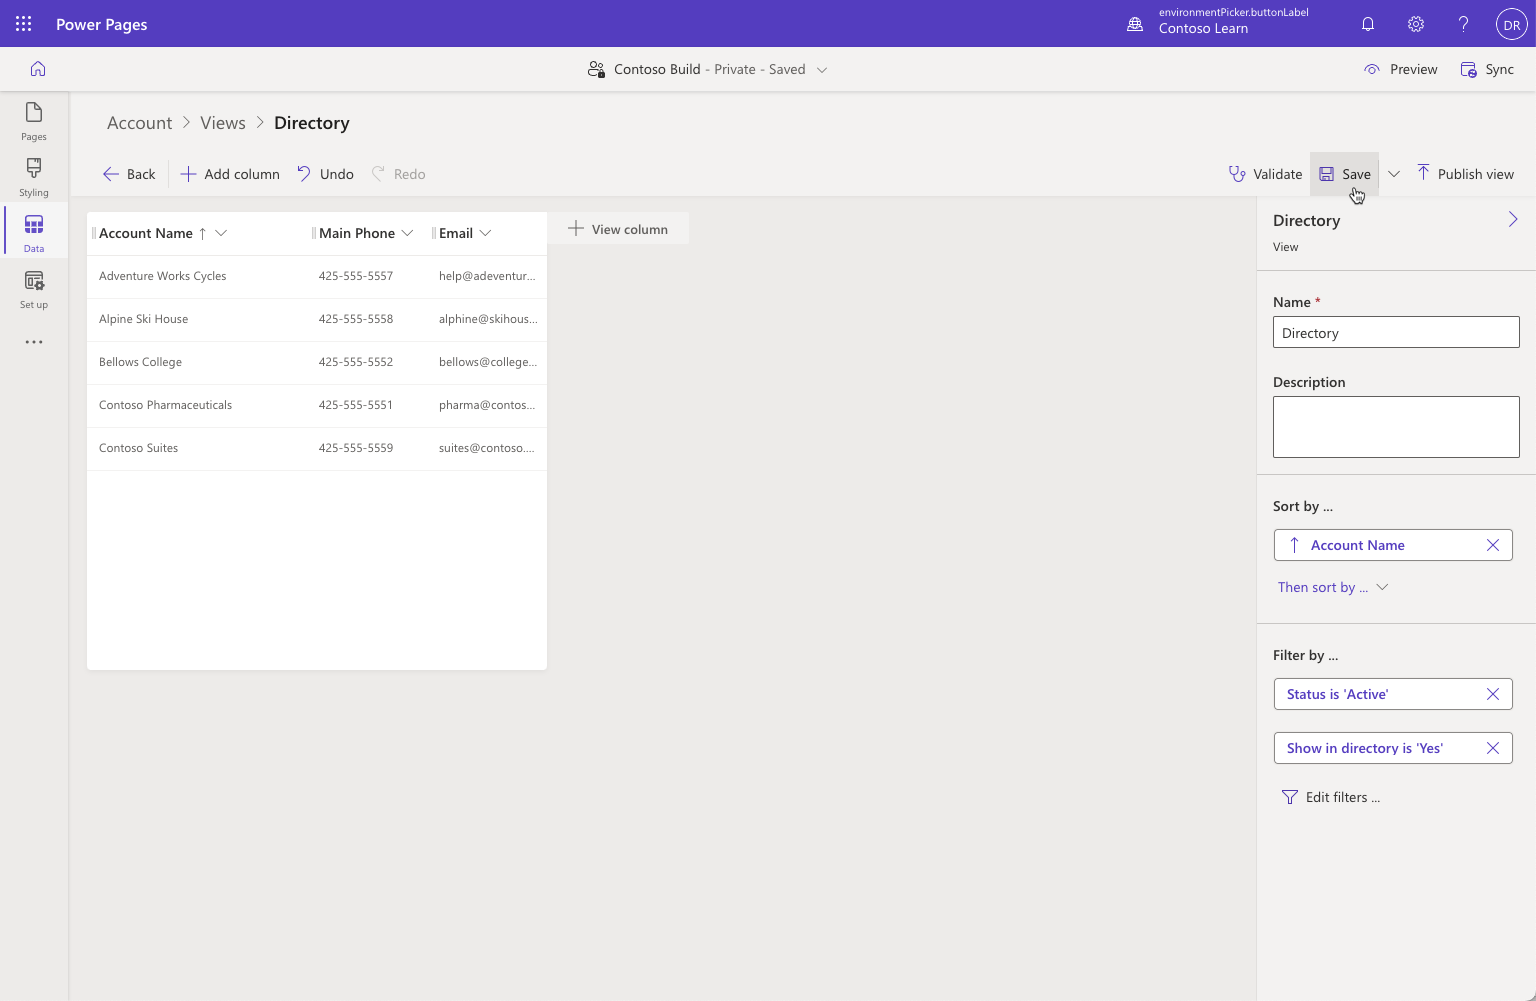 Power Pages
environmentPicker.buttonLabel
Contoso Learn
DR
Contoso Build - Private - Saved
Preview
Sync
Pages
Styling
Data
Set up
Account > Views > Directory
Back
Add column
Undo
Redo
Validate
Save
Publish view
Account Name ↑ Main Phone Email
View column
Adventure Works Cycles 425-555-5557 help@adeventur...
Alpine Ski House 425-555-5558 alphine@skihous...
Bellows College 425-555-5552 bellows@college...
Contoso Pharmaceuticals 425-555-5551 pharma@contos...
Contoso Suites 425-555-5559 suites@contoso....
Directory
View
Name *
Directory
Description
Sort by ...
↑ Account Name
Then sort by ...
Filter by ...
Status is 'Active'
Show in directory is 'Yes'
Edit filters ...